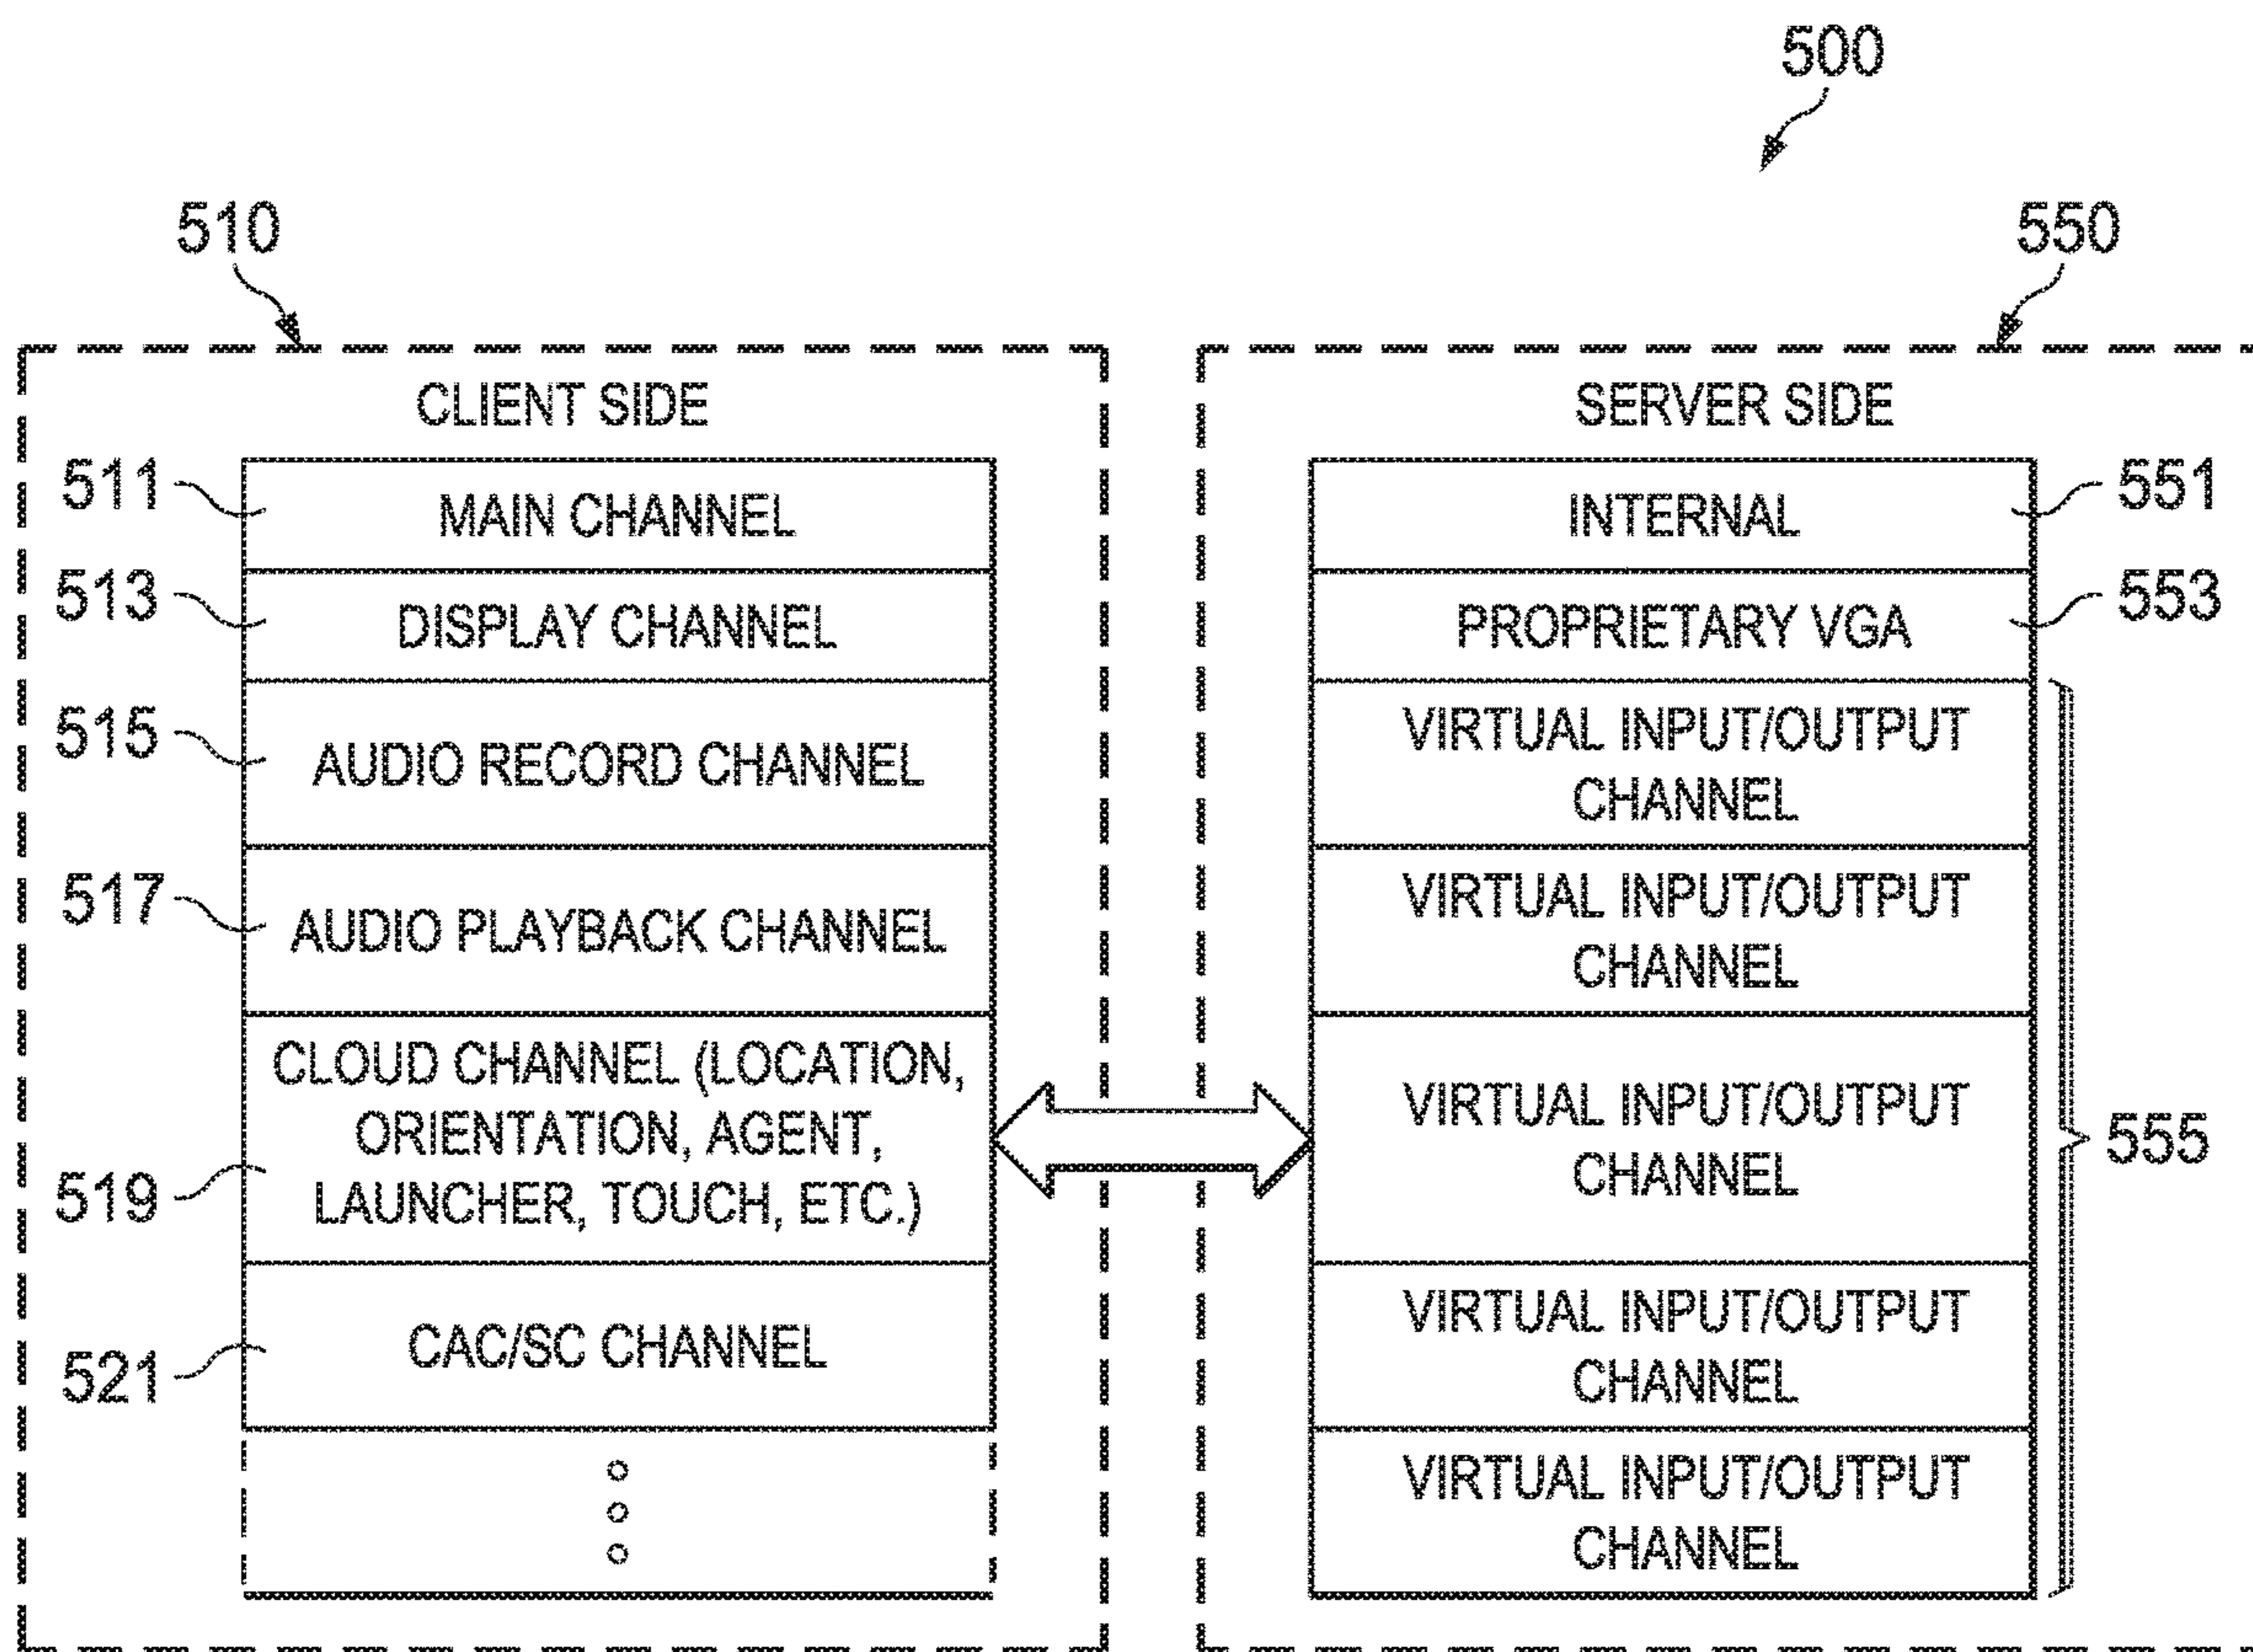 500
510
550
CLIENT SIDE
511
MAIN CHANNEL
513
DISPLAY CHANNEL
515
AUDIO RECORD CHANNEL
517
AUDIO PLAYBACK CHANNEL
519
CLOUD CHANNEL (LOCATION,
ORIENTATION, AGENT,
LAUNCHER, TOUCH, ETC.)
521
CAC/SC CHANNEL
SERVER SIDE
INTERNAL
551
PROPRIETARY VGA
553
VIRTUAL INPUT/OUTPUT
CHANNEL
VIRTUAL INPUT/OUTPUT
CHANNEL
VIRTUAL INPUT/OUTPUT
CHANNEL
555
VIRTUAL INPUT/OUTPUT
CHANNEL
VIRTUAL INPUT/OUTPUT
CHANNEL